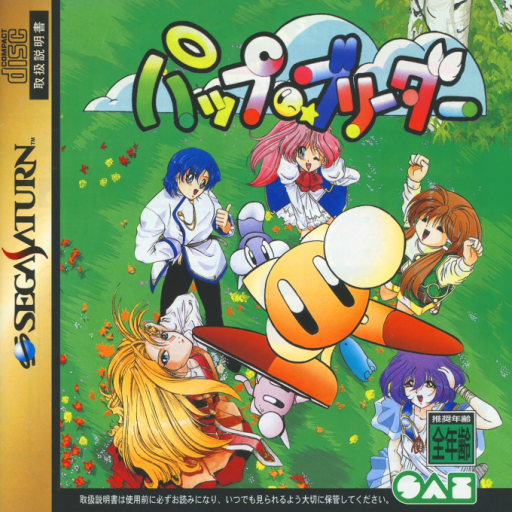 COMPACT
disc
取扱説明書
SEGA SATURN™
パップ・ブリーダー
推奨年齢
全年齢
取扱説明書は使用前に必ずお読みになり、いつでも見られるよう大切に保管してください。